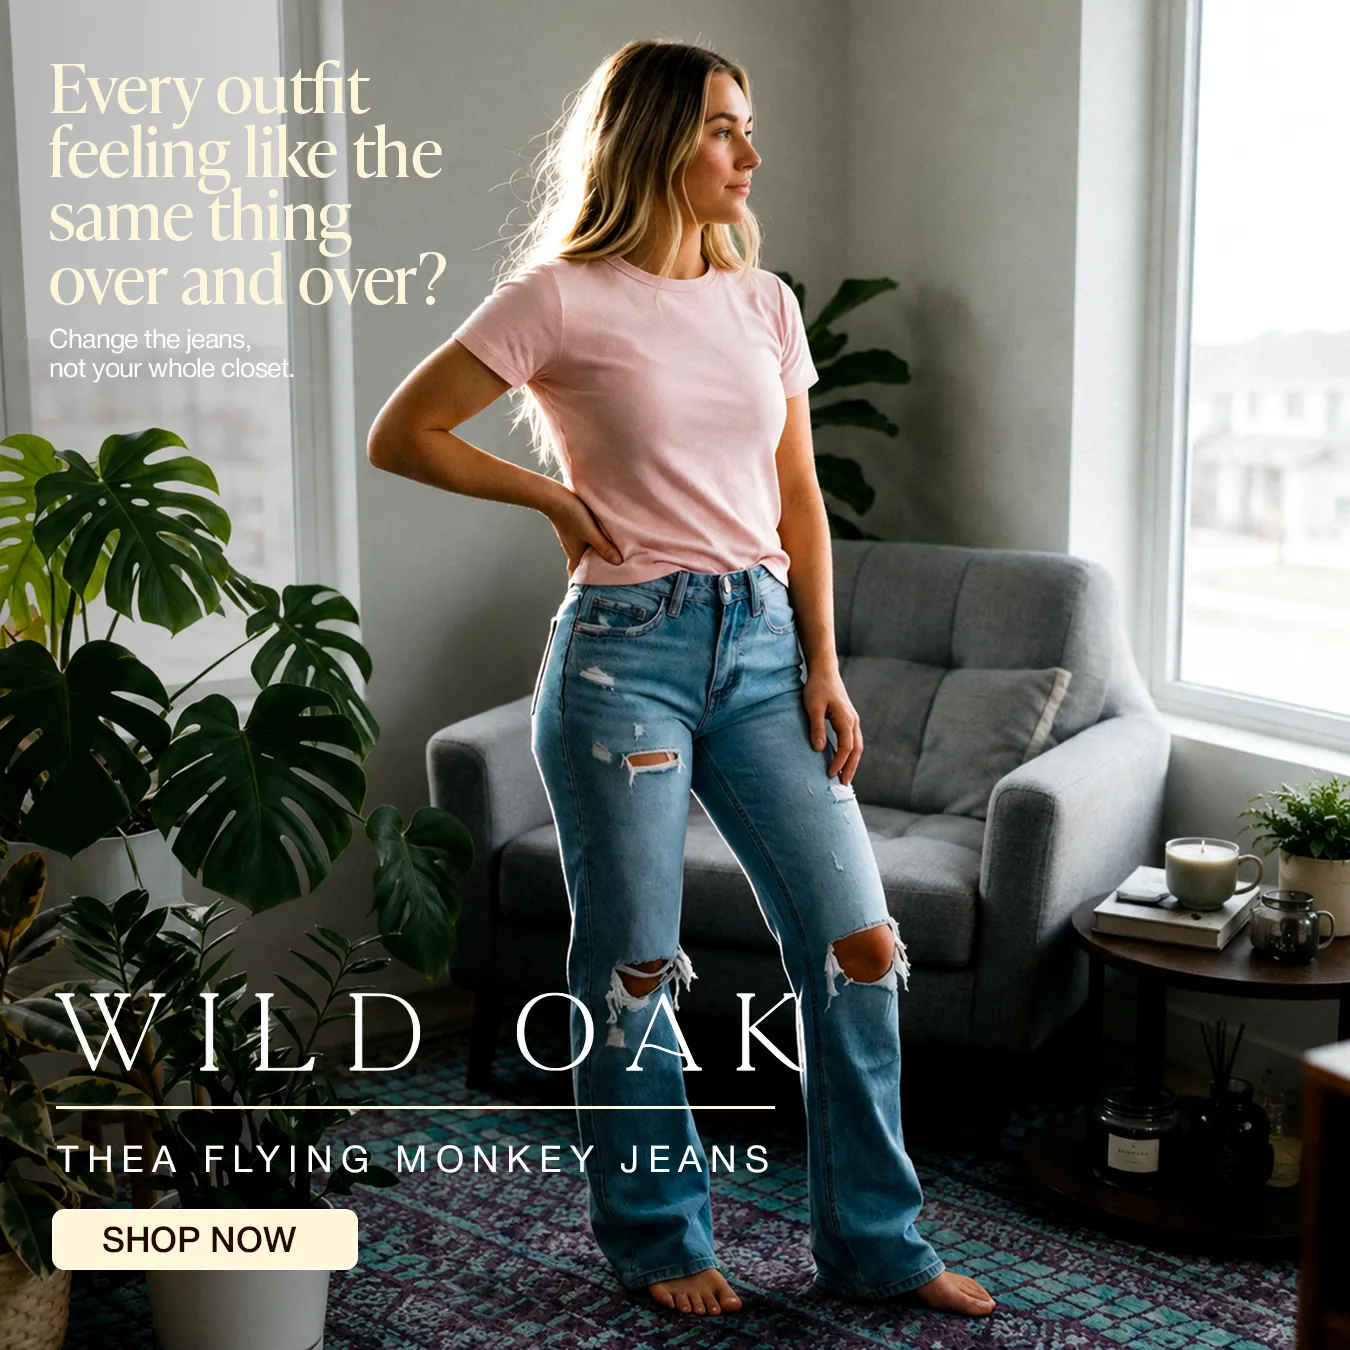 Every outfit
feeling like the
same thing
over and over?
Change the jeans,
not your whole closet.
WILD OAK
THEA FLYING MONKEY JEANS
SHOP NOW